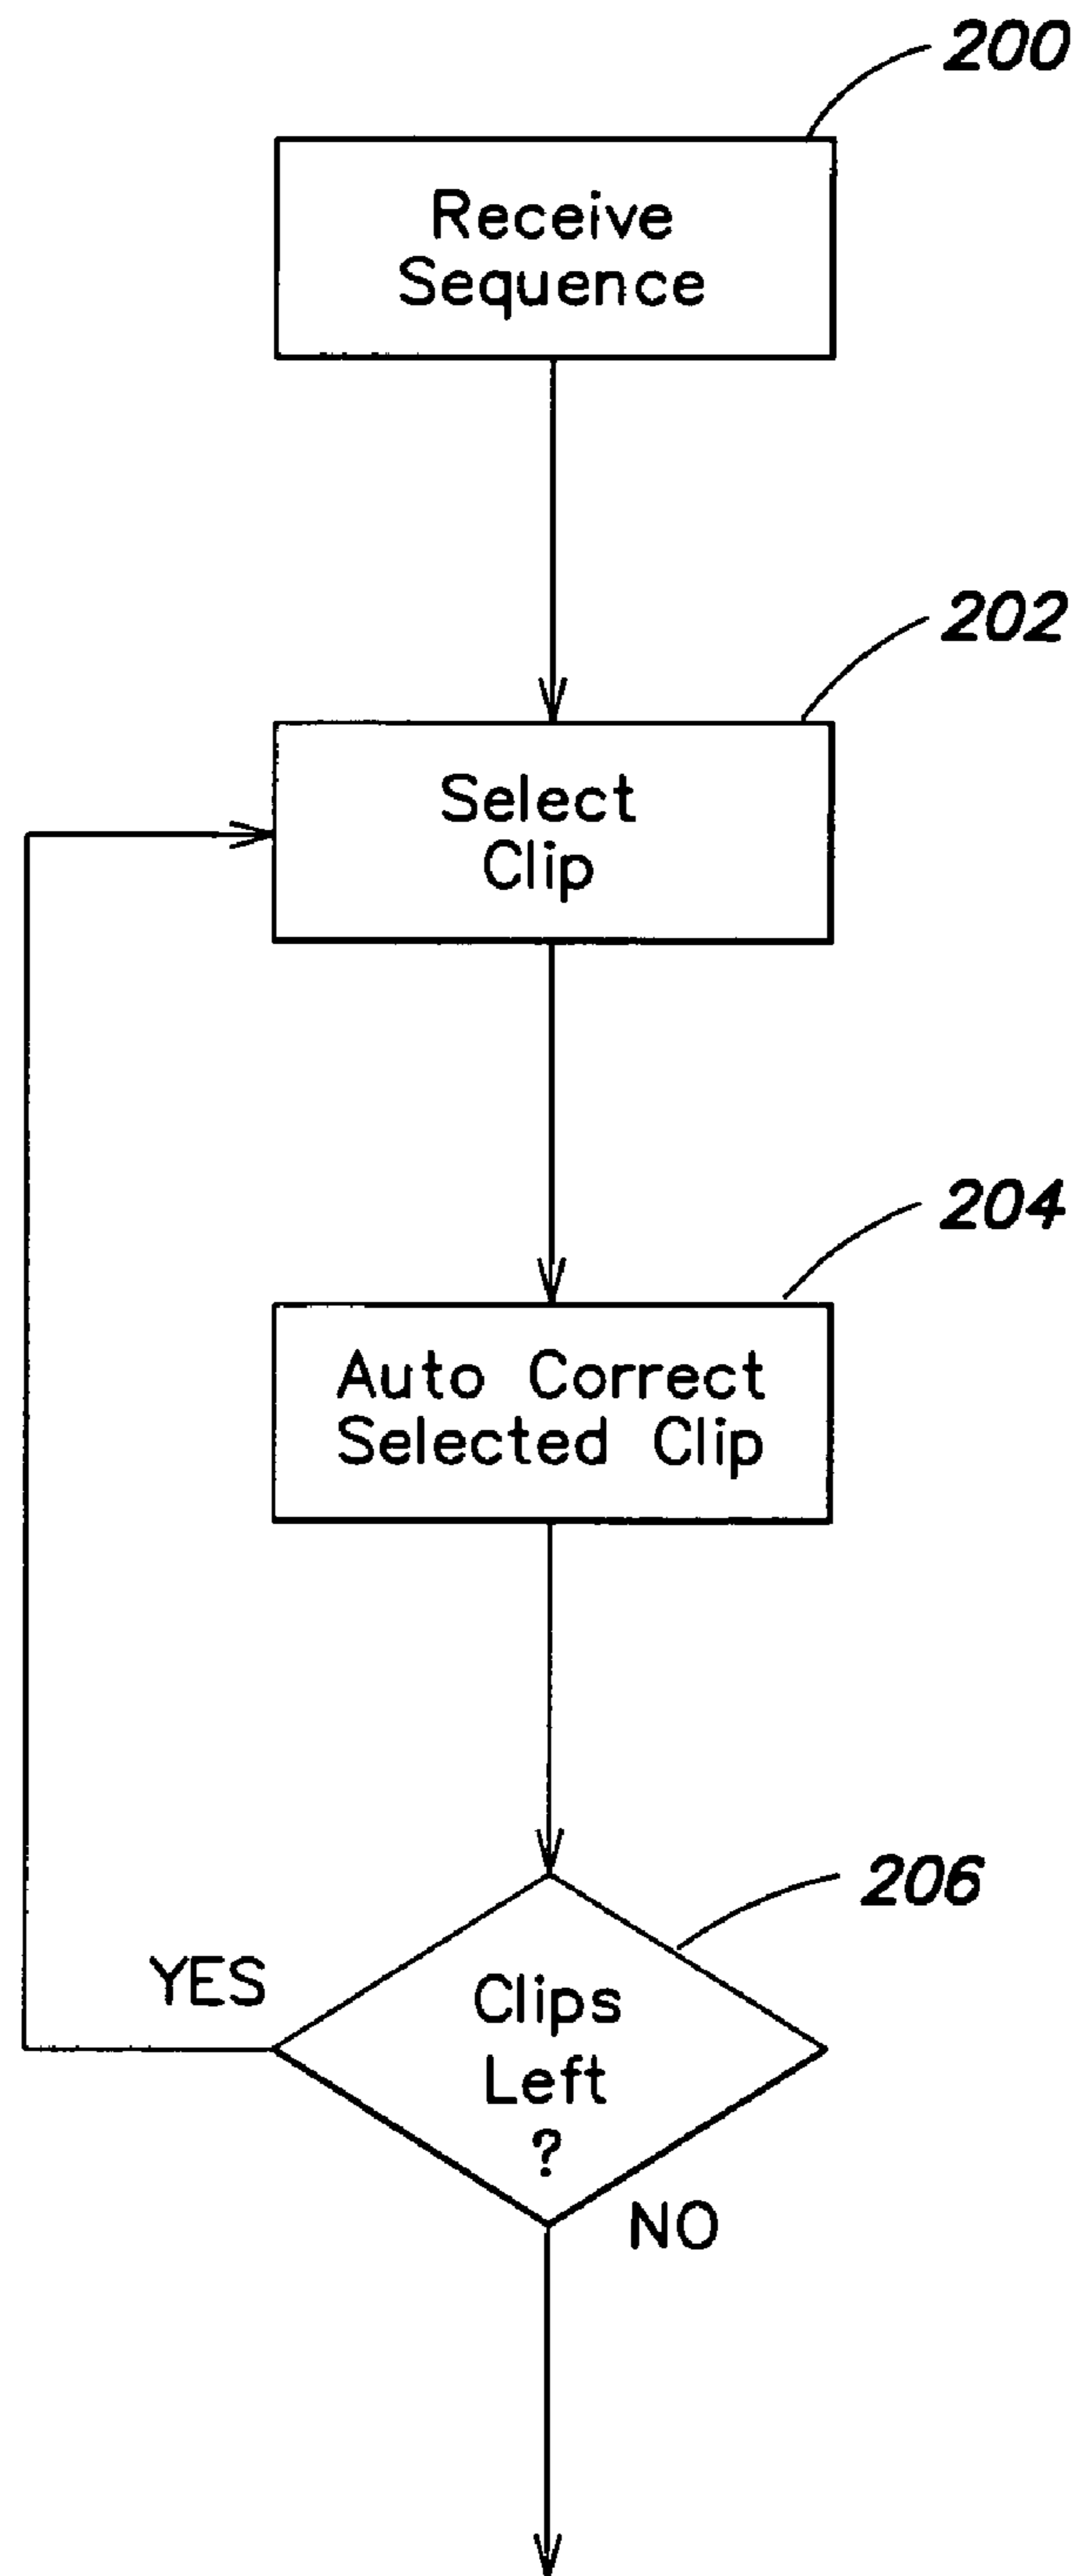 200
Receive
Sequence
202
Select
Clip
204
Auto Correct
Selected Clip
206
YES
Clips
Left
?
NO